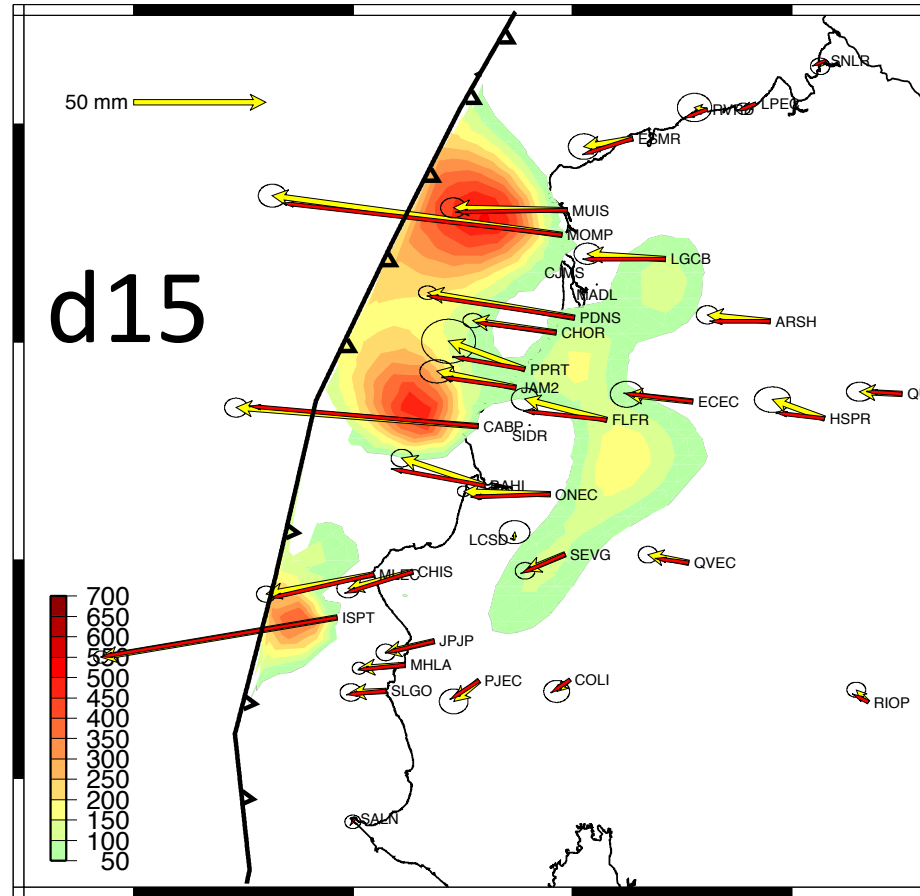 SNLR
50 mm
LPEC
RVRD
ESMR
MUIS
MOMP
LGCB
CJMS
MADL
d15
PDNS
ARSH
CHOR
PPRT
JAM2
ECEC
FLFR
HSPR
CABP
SIDR
BAHI
ONEC
LCSD
SEVG
QVEC
MLEC
CHIS
ISPT
JPJP
MHLA
SLGO
PJEC
COLI
RIOP
SALN
700
650
600
550
500
450
400
350
300
250
200
150
100
50